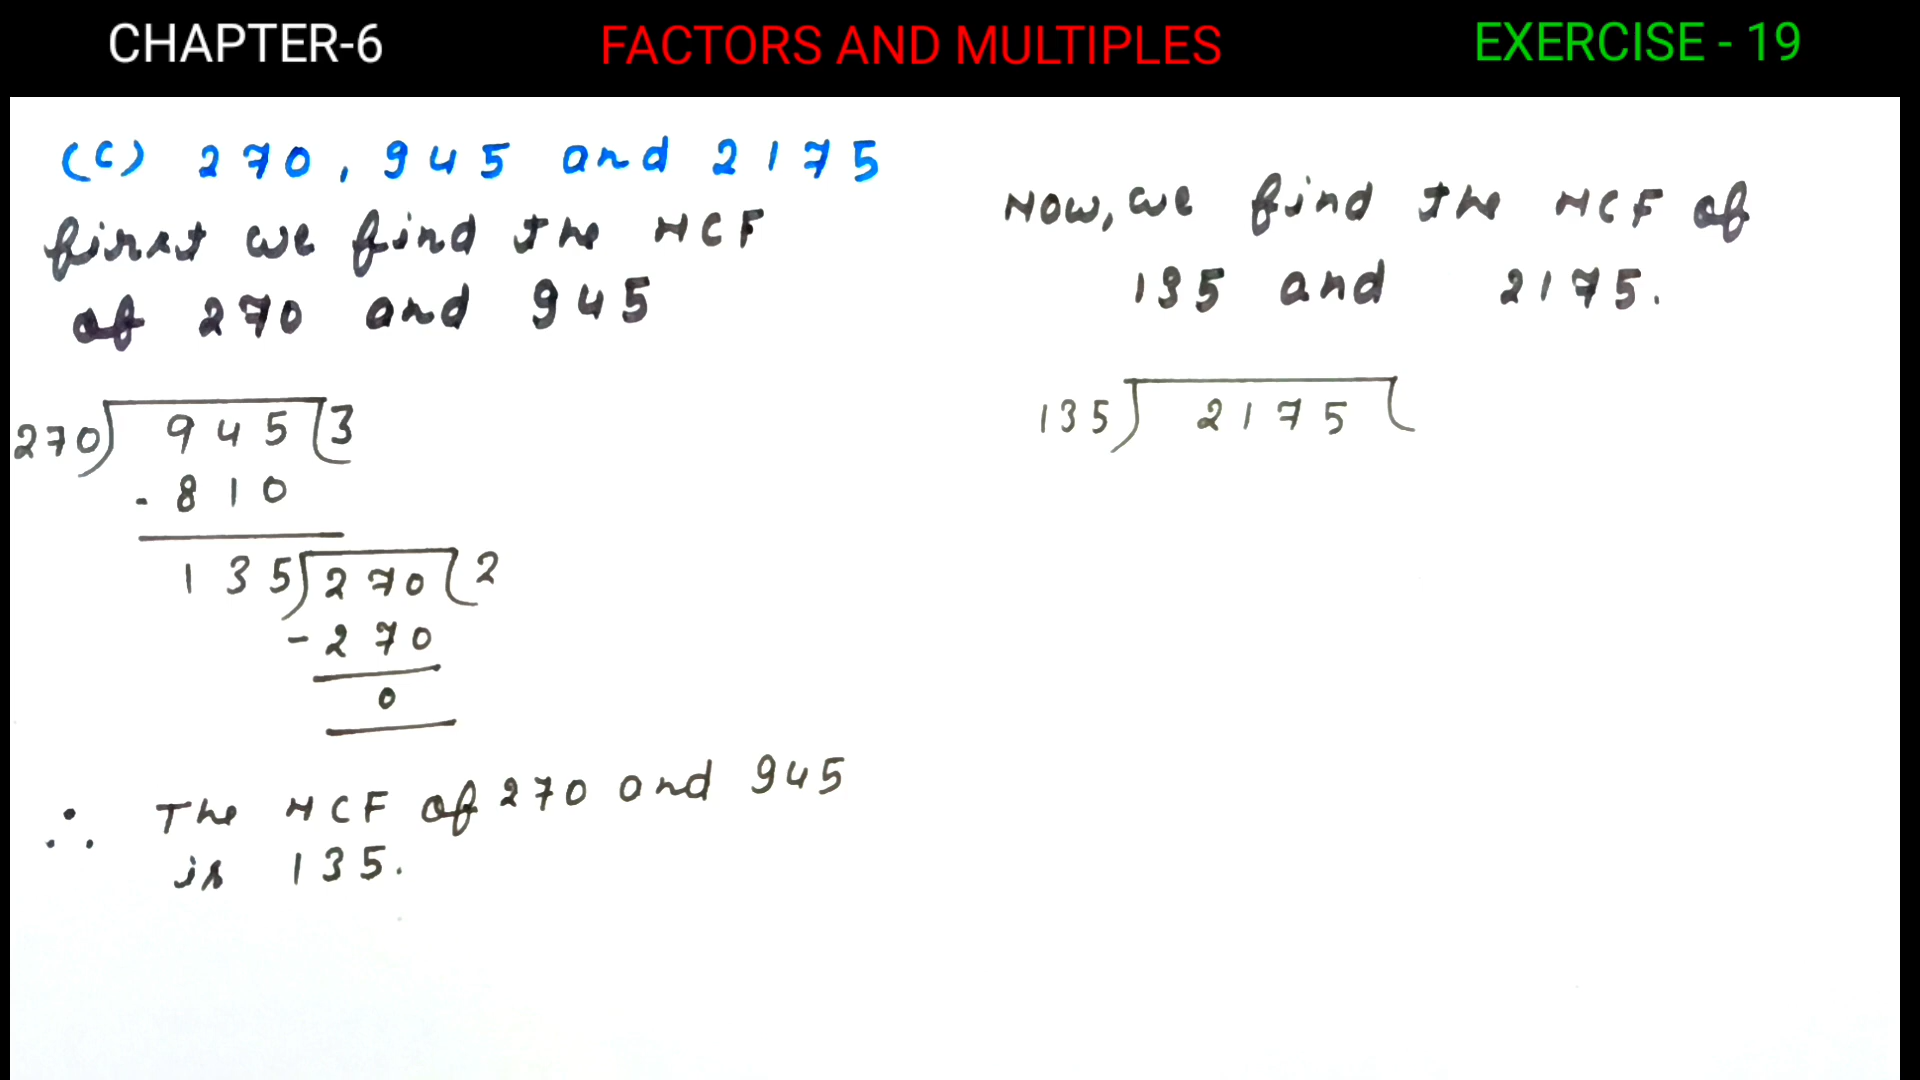 CHAPTER-6 FACTORS AND MULTIPLES EXERCISE - 19
(C) 270, 945 and 2175
first we find the HCF
of 270 and 945
270) 945 (3
- 810
135) 270 (2
- 270
0
∴ The HCF of 270 and 945
is 135.
Now, we find the HCF of
135 and 2175.
135) 2175 (